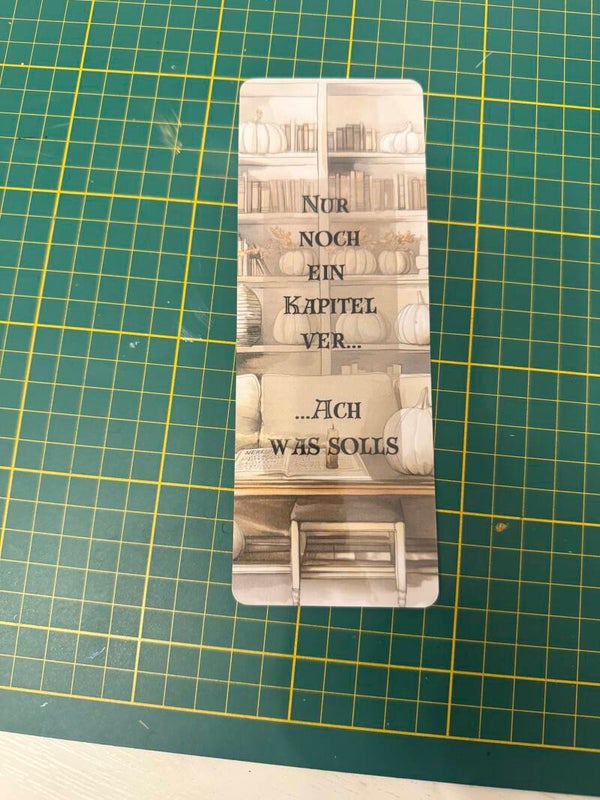 Nur
noch
ein
Kapitel
ver...
...Ach
was solls